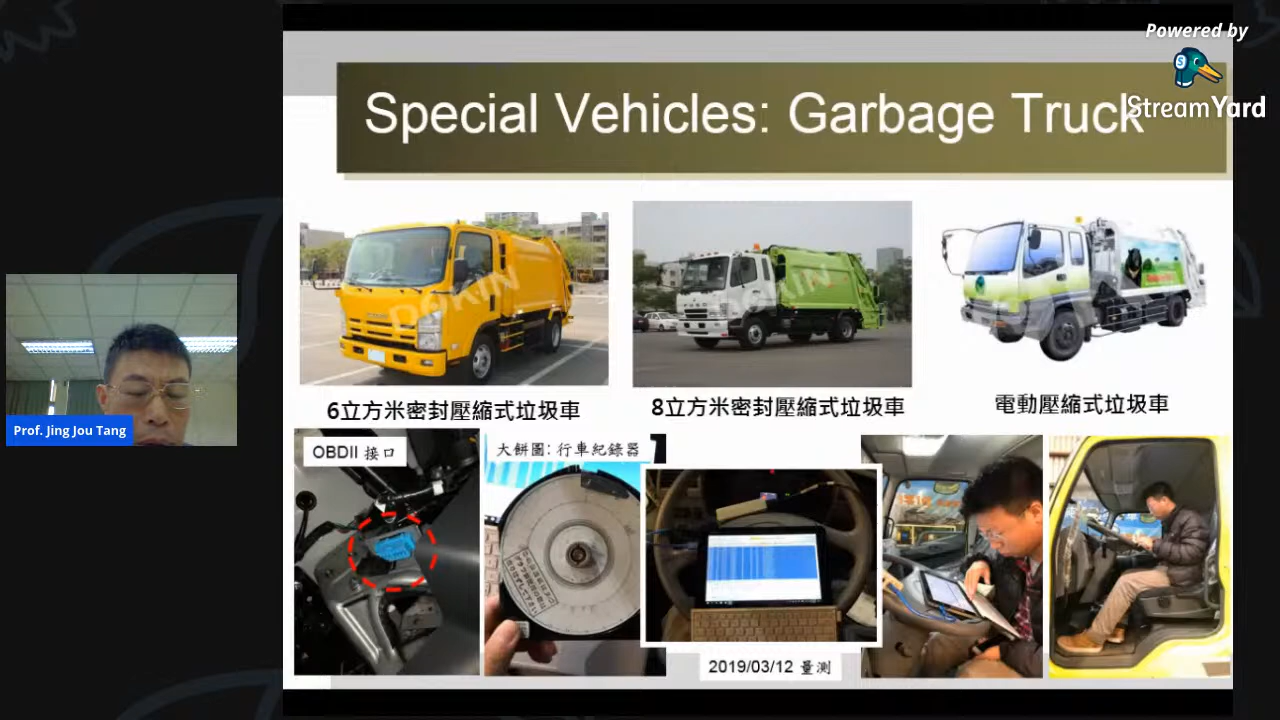 Powered by
StreamYard
Special Vehicles: Garbage Truck
6立方米密封壓縮式垃圾車
8立方米密封壓縮式垃圾車
電動壓縮式垃圾車
OBDII 接口
大餅圖: 行車紀錄器
2019/03/12 量測
Prof. Jing Jou Tang